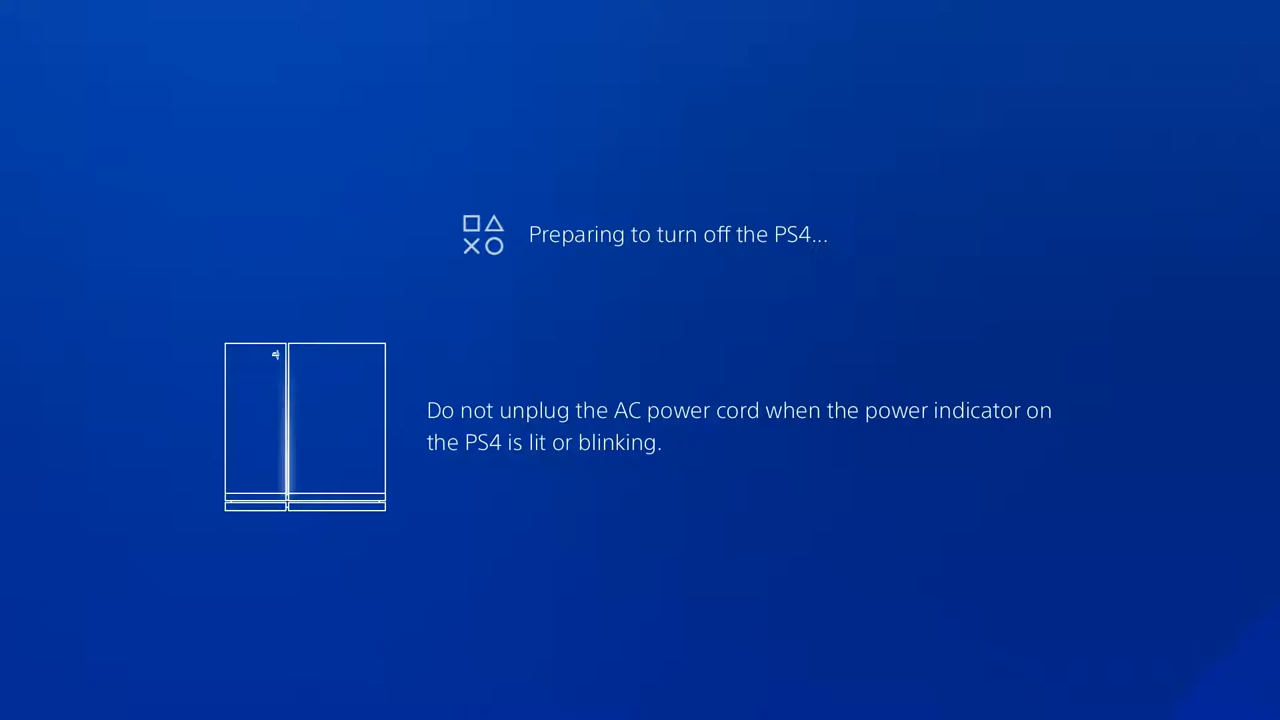 Preparing to turn off the PS4...
Do not unplug the AC power cord when the power indicator on
the PS4 is lit or blinking.